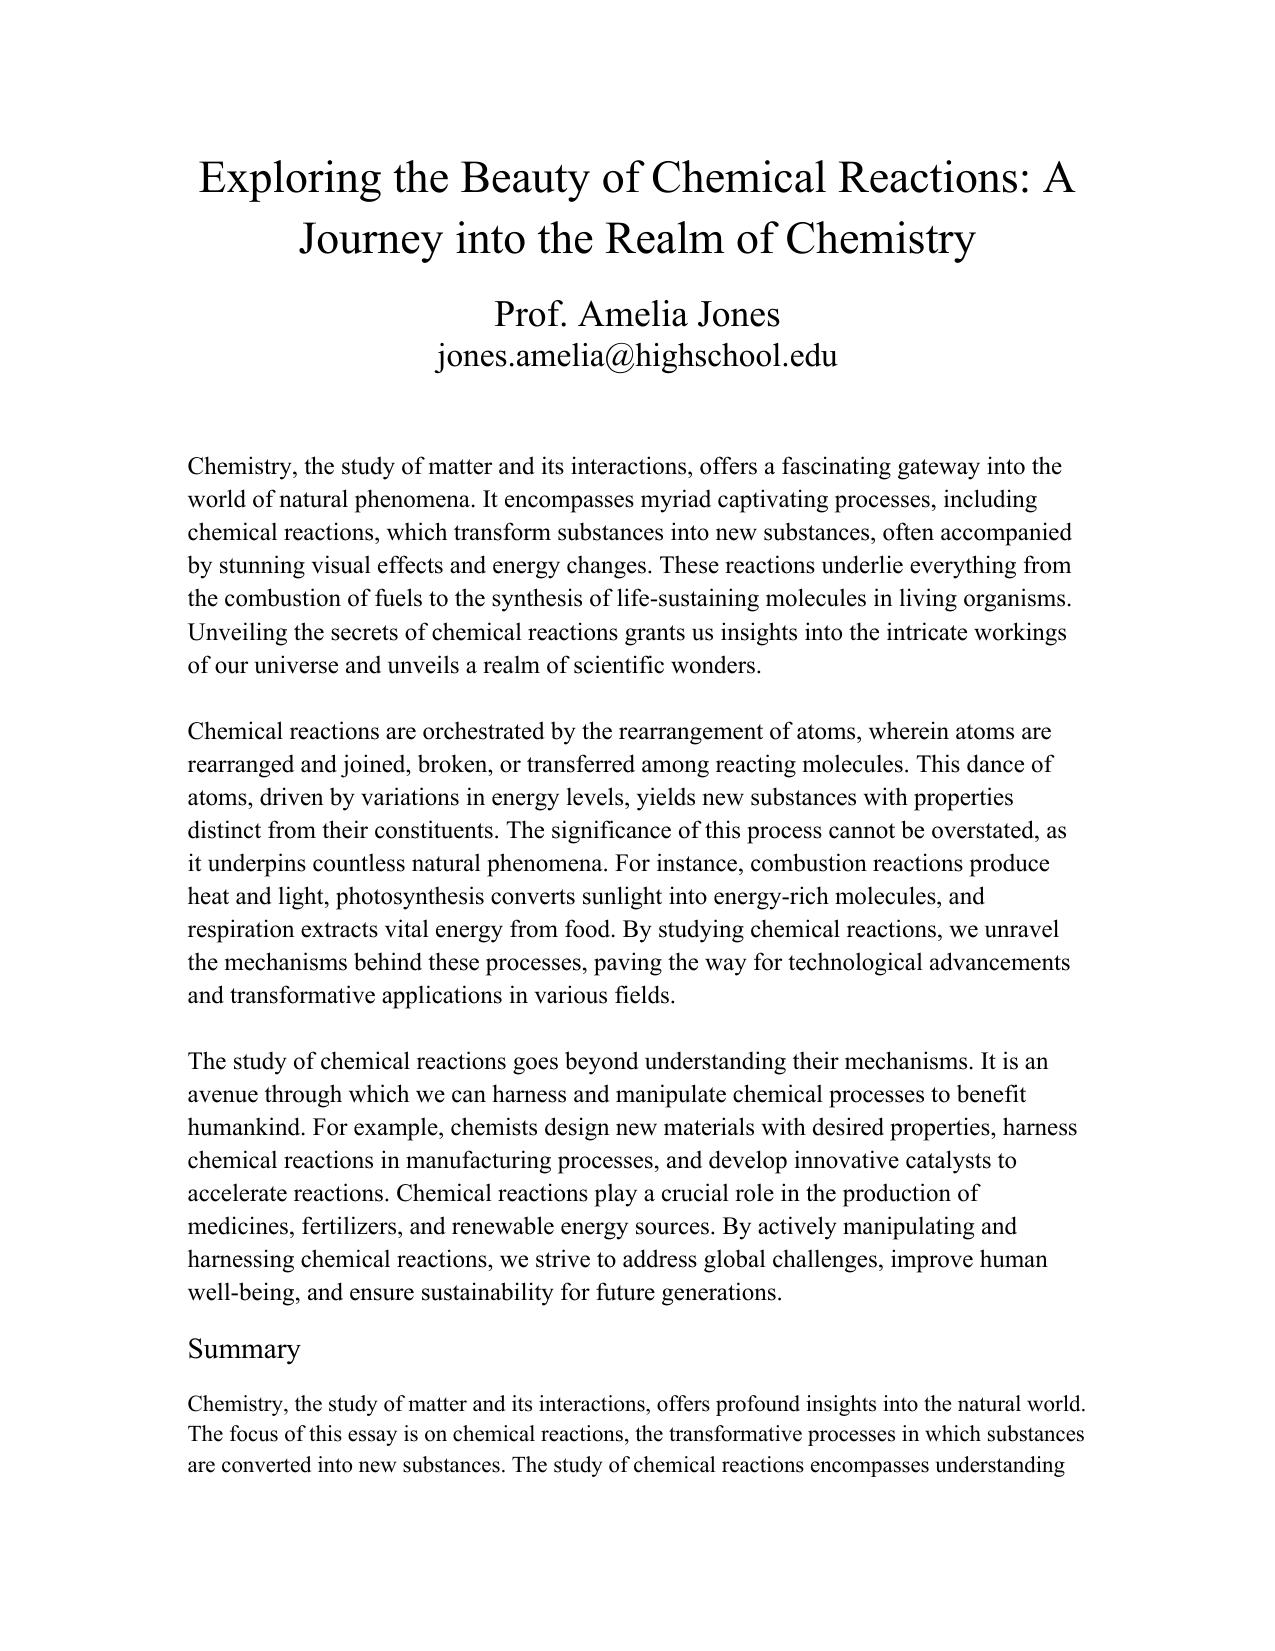 Exploring the Beauty of Chemical Reactions: A
Journey into the Realm of Chemistry
Prof. Amelia Jones
jones.amelia@highschool.edu
Chemistry, the study of matter and its interactions, offers a fascinating gateway into the
world of natural phenomena. It encompasses myriad captivating processes, including
chemical reactions, which transform substances into new substances, often accompanied
by stunning visual effects and energy changes. These reactions underlie everything from
the combustion of fuels to the synthesis of life-sustaining molecules in living organisms.
Unveiling the secrets of chemical reactions grants us insights into the intricate workings
of our universe and unveils a realm of scientific wonders.
Chemical reactions are orchestrated by the rearrangement of atoms, wherein atoms are
rearranged and joined, broken, or transferred among reacting molecules. This dance of
atoms, driven by variations in energy levels, yields new substances with properties
distinct from their constituents. The significance of this process cannot be overstated, as
it underpins countless natural phenomena. For instance, combustion reactions produce
heat and light, photosynthesis converts sunlight into energy-rich molecules, and
respiration extracts vital energy from food. By studying chemical reactions, we unravel
the mechanisms behind these processes, paving the way for technological advancements
and transformative applications in various fields.
The study of chemical reactions goes beyond understanding their mechanisms. It is an
avenue through which we can harness and manipulate chemical processes to benefit
humankind. For example, chemists design new materials with desired properties, harness
chemical reactions in manufacturing processes, and develop innovative catalysts to
accelerate reactions. Chemical reactions play a crucial role in the production of
medicines, fertilizers, and renewable energy sources. By actively manipulating and
harnessing chemical reactions, we strive to address global challenges, improve human
well-being, and ensure sustainability for future generations.
Summary
Chemistry, the study of matter and its interactions, offers profound insights into the natural world.
The focus of this essay is on chemical reactions, the transformative processes in which substances
are converted into new substances. The study of chemical reactions encompasses understanding